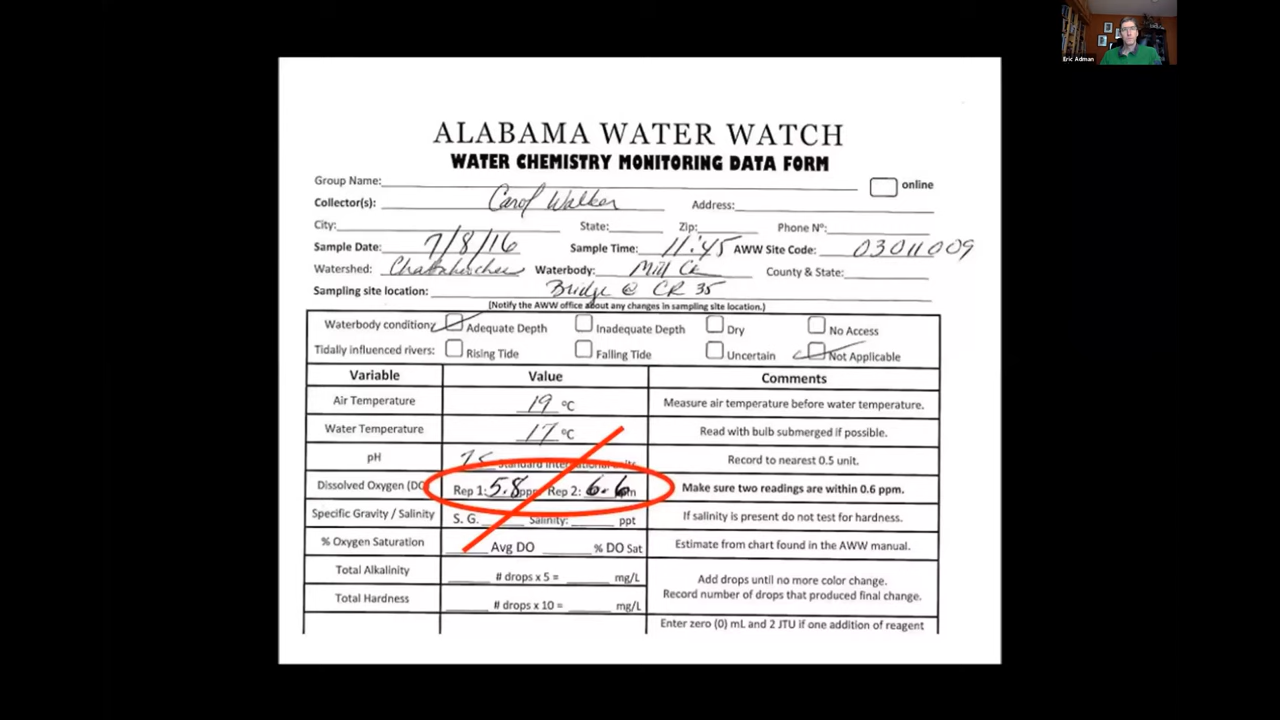 Eric Adman
ALABAMA WATER WATCH
WATER CHEMISTRY MONITORING DATA FORM
Group Name: online
Collector(s): Carol Walker Address:
City: State: Zip: Phone Nº:
Sample Date: 7/8/16 Sample Time: 11:45 AWW Site Code: 03011009
Watershed: Chattahoochee Waterbody: Mill Ck County & State:
Sampling site location: Bridge @ CR 35
(Notify the AWW office about any changes in sampling site location.)
Waterbody condition: Adequate Depth Inadequate Depth Dry No Access
Tidally influenced rivers: Rising Tide Falling Tide Uncertain Not Applicable
Variable Value Comments
Air Temperature 19 °C Measure air temperature before water temperature.
Water Temperature 17 °C Read with bulb submerged if possible.
pH Standard International units Record to nearest 0.5 unit.
Dissolved Oxygen (DO Rep 1: 5.8 ppm Rep 2: 6.6 ppm Make sure two readings are within 0.6 ppm.
Specific Gravity / Salinity S. G. Salinity: ppt If salinity is present do not test for hardness.
% Oxygen Saturation Avg DO % DO Sat Estimate from chart found in the AWW manual.
Total Alkalinity # drops x 5 = mg/L Add drops until no more color change.
Record number of drops that produced final change.
Total Hardness # drops x 10 = mg/L
Enter zero (0) mL and 2 JTU if one addition of reagent